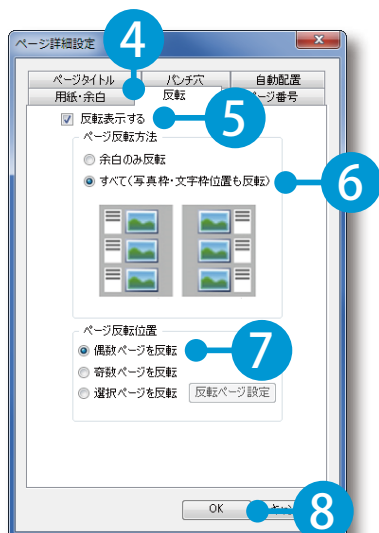 ページ詳細設定
4
ページタイトル パンチ穴 自動配置
用紙・余白 反転 ページ番号
反転表示する
5
ページ反転方法
余白のみ反転
すべて(写真枠・文字枠位置も反転)
6
ページ反転位置
偶数ページを反転
7
奇数ページを反転
選択ページを反転 反転ページ設定
OK
8